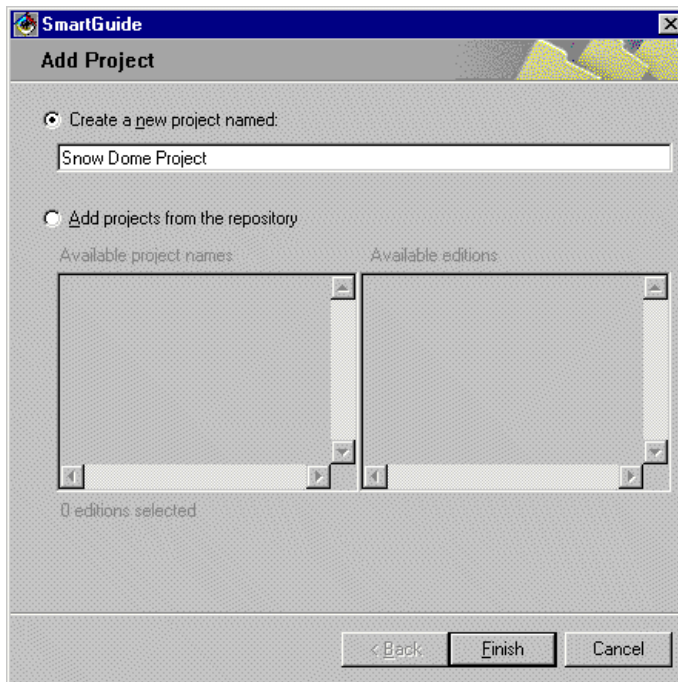 SmartGuide
Add Project
Create a new project named:
Snow Dome Project
Add projects from the repository
Available project names Available editions
0 editions selected
< Back Finish Cancel